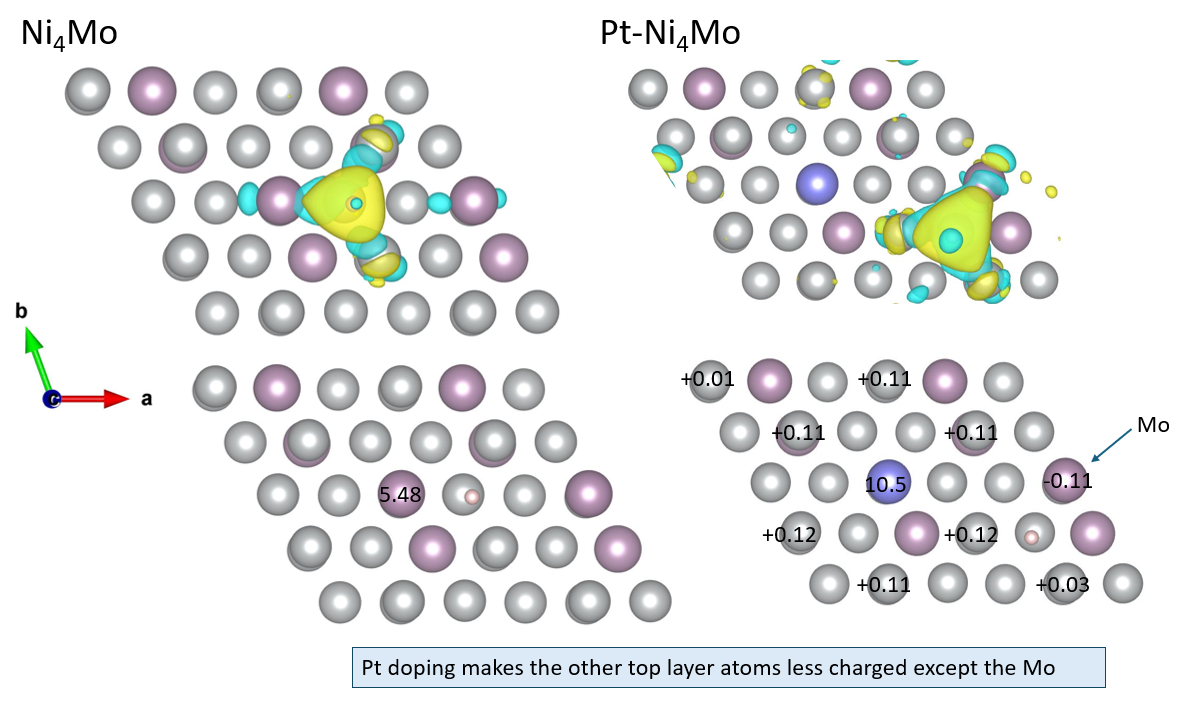 Ni₄Mo
Pt-Ni₄Mo
b
c
a
5.48
+0.01
+0.11
+0.11
+0.11
Mo
10.5
-0.11
+0.12
+0.12
+0.11
+0.03
Pt doping makes the other top layer atoms less charged except the Mo